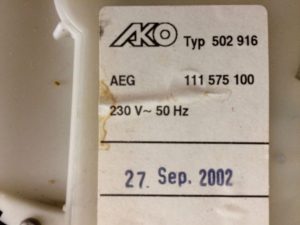 AKO Typ 502 916
AEG 111 575 100
230 V~ 50 Hz
27. Sep. 2002